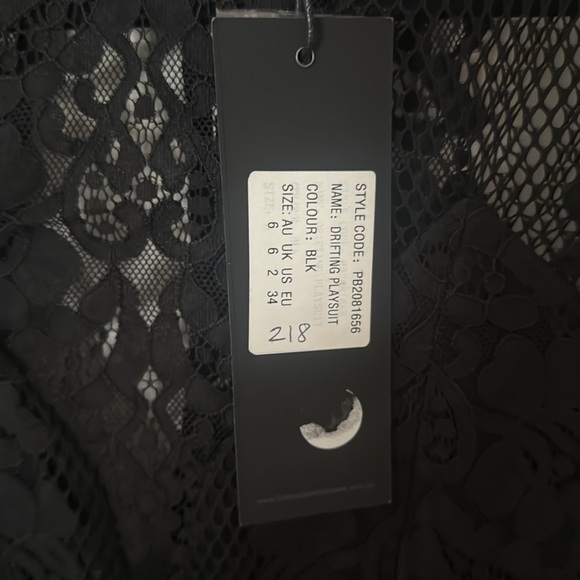 STYLE CODE: PB2081656
NAME: DRIFTING PLAYSUIT
COLOUR: BLK
SIZE: AU UK US EU
6 6 2 34
218